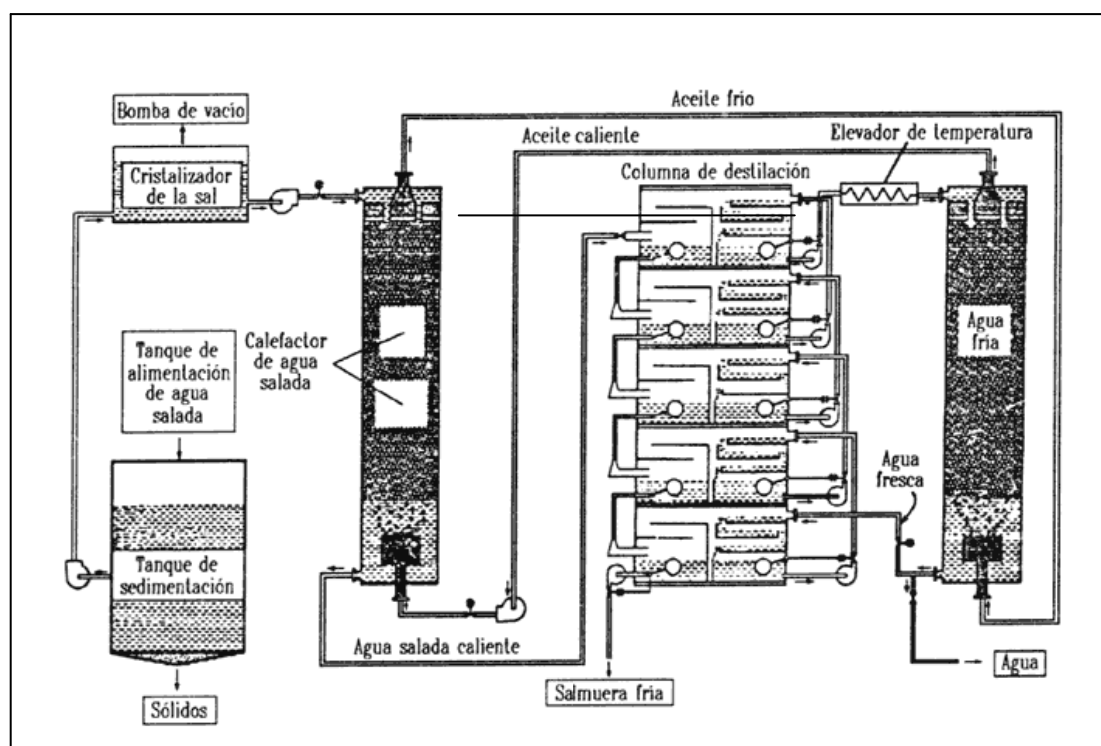 Bomba de vacío
Cristalizador
de la sal
Aceite frío
Aceite caliente
Elevador de temperatura
Columna de destilación
Tanque de
alimentación
de agua
salada
Calefactor
de agua
salada
Agua
fría
Agua
fresca
Tanque de
sedimentación
Sólidos
Agua salada caliente
Salmuera fría
Agua